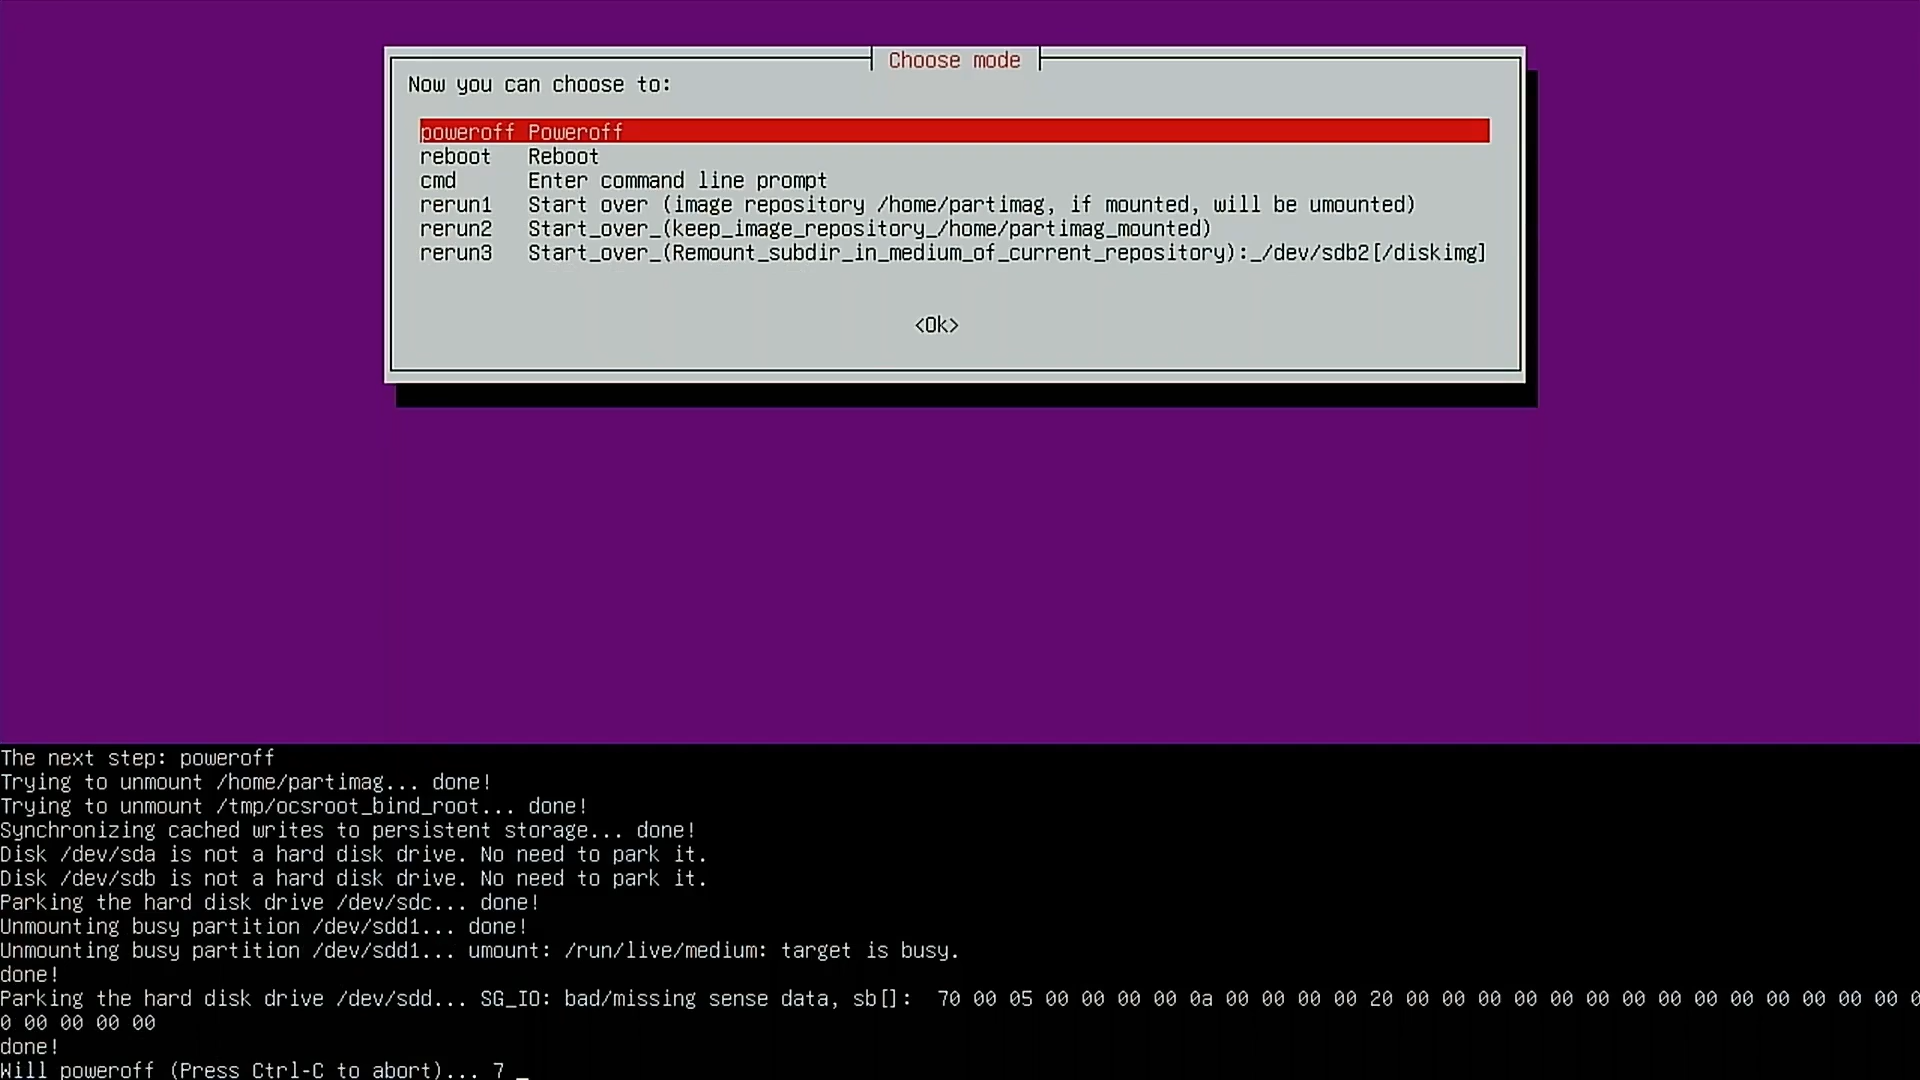 Choose mode
Now you can choose to:
poweroff Poweroff
reboot Reboot
cmd Enter command line prompt
rerun1 Start over (image repository /home/partimag, if mounted, will be umounted)
rerun2 Start_over_(keep_image_repository_/home/partimag_mounted)
rerun3 Start_over_(Remount_subdir_in_medium_of_current_repository):_/dev/sdb2[/diskimg]
<Ok>
The next step: poweroff
Trying to unmount /home/partimag... done!
Trying to unmount /tmp/ocsroot_bind_root... done!
Synchronizing cached writes to persistent storage... done!
Disk /dev/sda is not a hard disk drive. No need to park it.
Disk /dev/sdb is not a hard disk drive. No need to park it.
Parking the hard disk drive /dev/sdc... done!
Unmounting busy partition /dev/sdd1... done!
Unmounting busy partition /dev/sdd1... umount: /run/live/medium: target is busy.
done!
Parking the hard disk drive /dev/sdd... SG_IO: bad/missing sense data, sb[]:  70 00 05 00 00 00 00 0a 00 00 00 00 20 00 00 00 00 00 00 00 00 00 00 00 00 00 00 0
0 00 00 00 00
done!
Will poweroff (Press Ctrl-C to abort)... 7 _